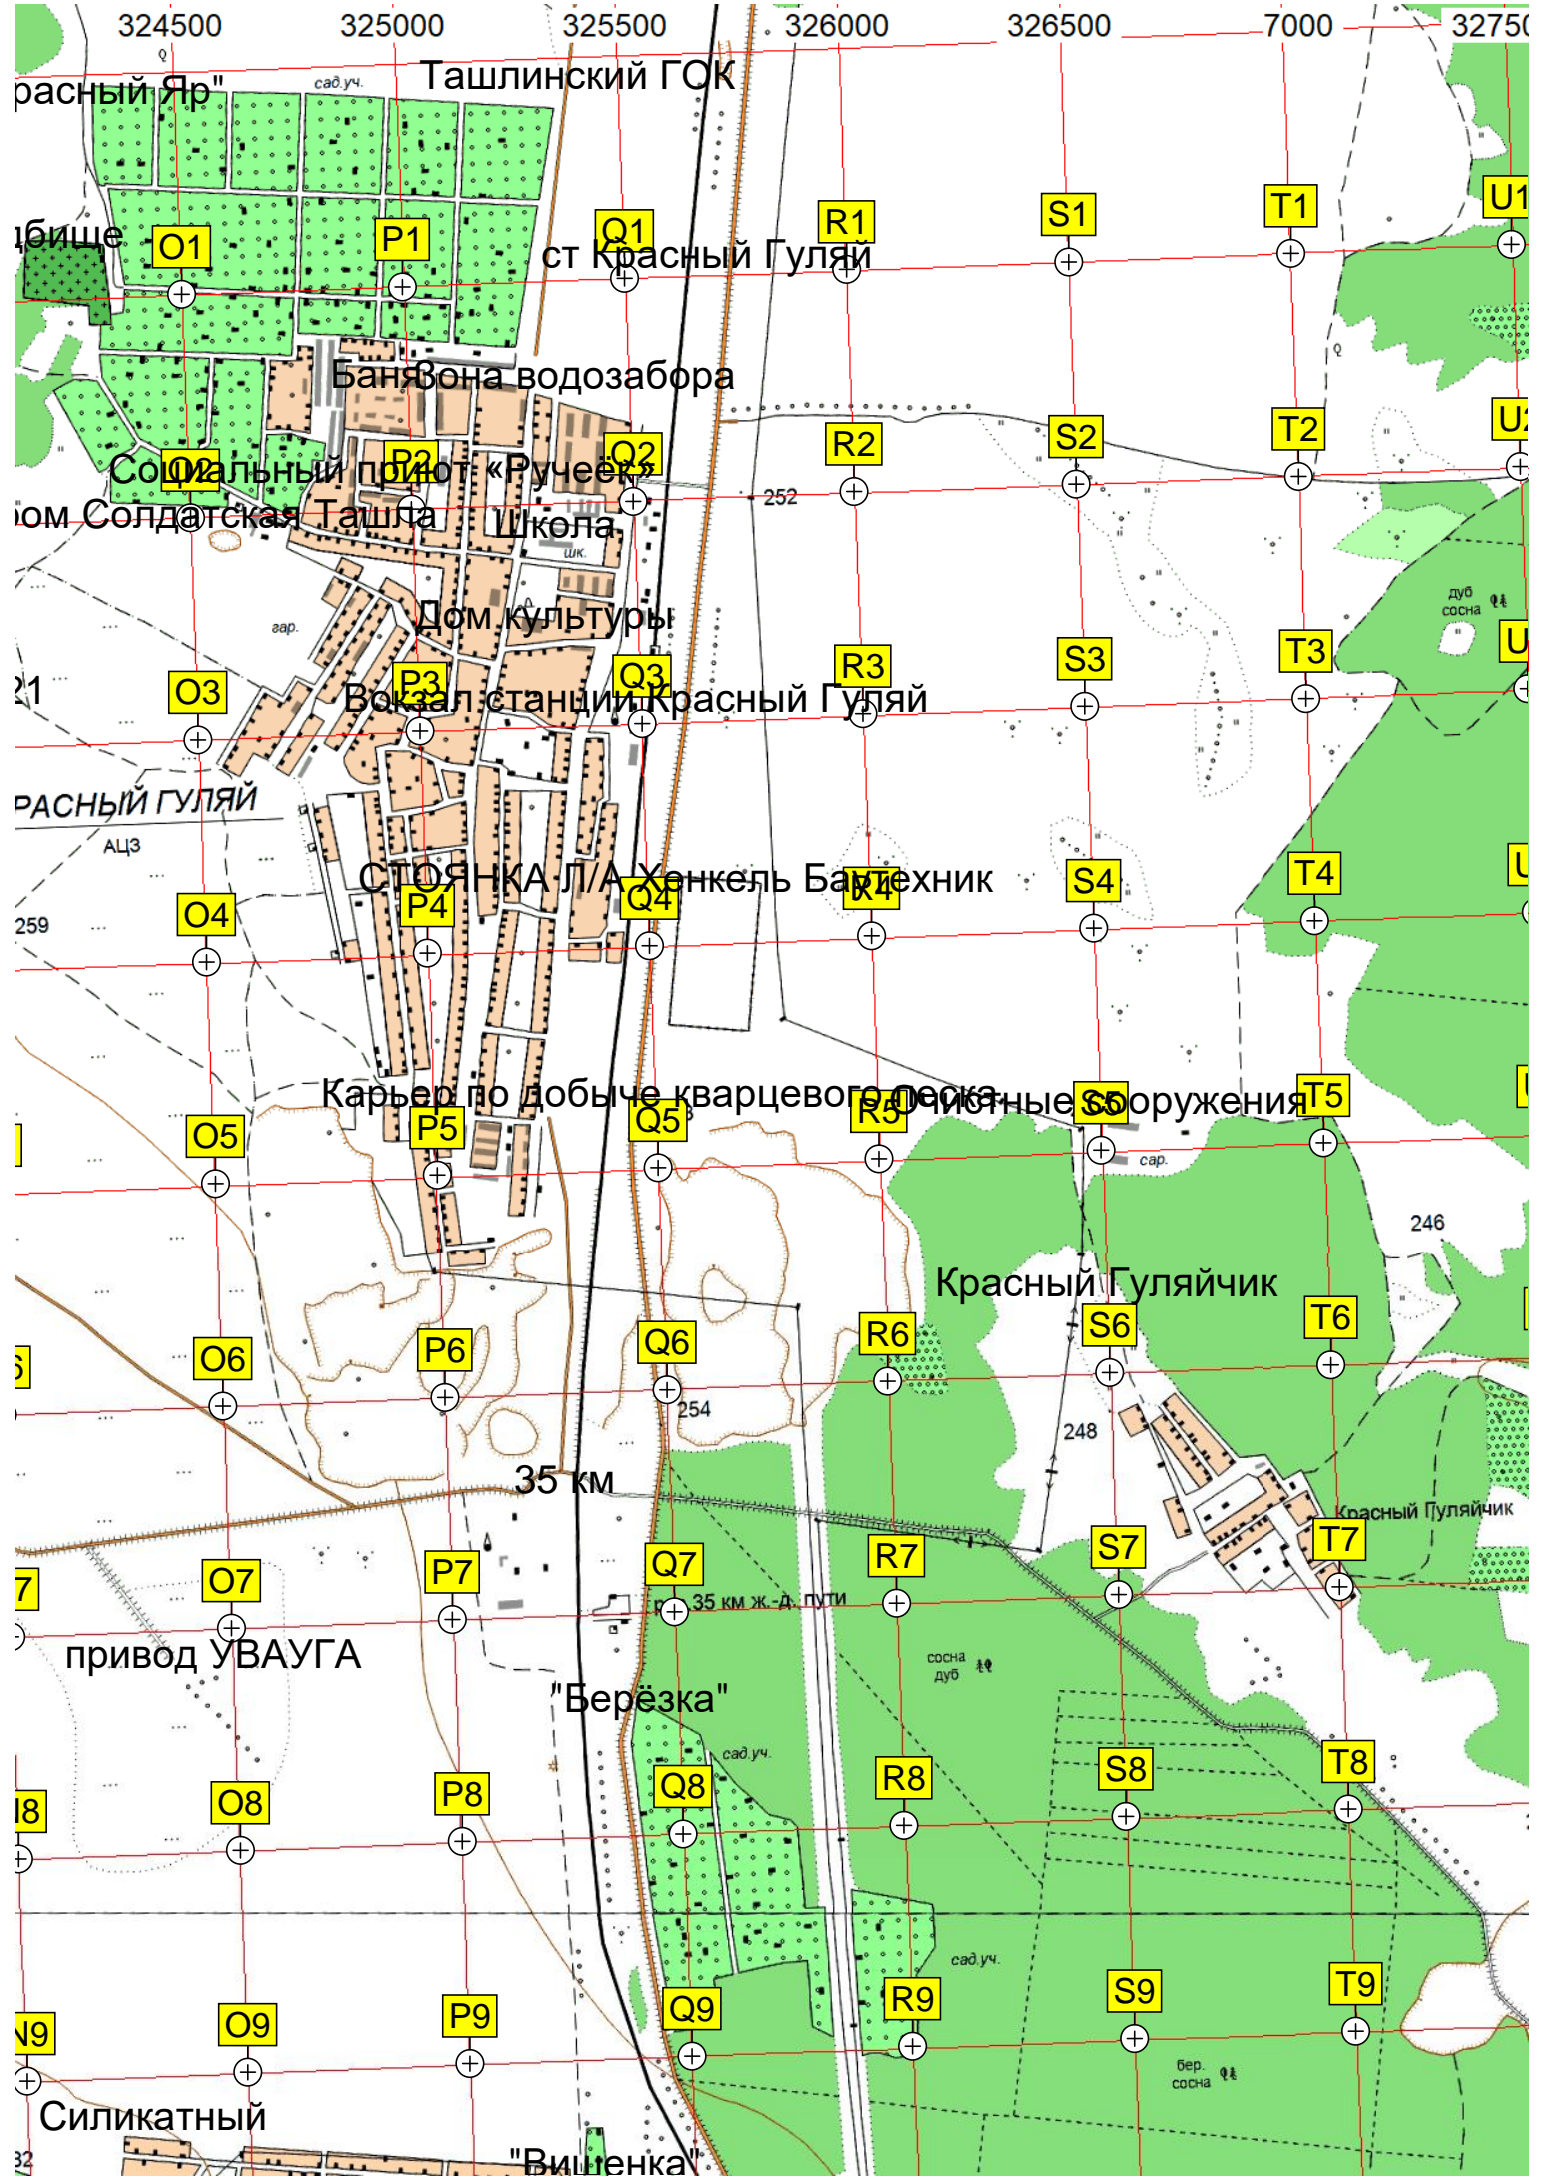 324500 325000 325500 326000 326500 7000 32750
Ташлинский ГОК
сад.уч.
расный Яр"
O1 P1 Q1 R1 S1 T1 U1
дбище
ст Красный Гуляй
Баня Зона водозабора
O2 P2 Q2 R2 S2 T2 U2
Социальный приют «Ручеёк»
252
ром Солдатская Ташла
Школа
шк.
дуб
сосна
Дом культуры
гар.
O3 P3 Q3 R3 S3 T3 U
21
Вокзал станции Красный Гуляй
РАСНЫЙ ГУЛЯЙ
АЦЗ
СТОЯНКА Л/А Хенкель Баутехник
O4 P4 Q4 R4 S4 T4 U
259
Карьер по добыче кварцевого песка
Очистные сооружения
O5 P5 Q5 R5 S5 T5
сар.
246
Красный Гуляйчик
O6 P6 Q6 R6 S6 T6
6
254
248
35 км
Красный Гуляйчик
7 O7 P7 Q7 R7 S7 T7
35 км ж.-д. пути
привод УВАУГА
сосна
дуб
"Берёзка"
сад.уч.
N8 O8 P8 Q8 R8 S8 T8
сад.уч.
N9 O9 P9 Q9 R9 S9 T9
бер.
сосна
Силикатный
"Вишенка"
32